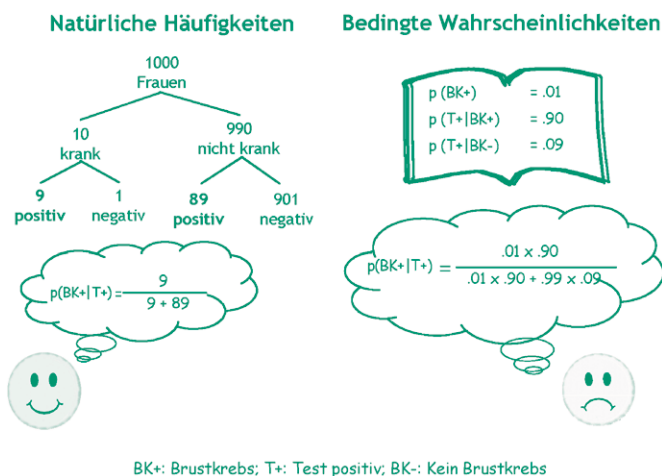 Natürliche Häufigkeiten
1000
Frauen
10
krank
990
nicht krank
9
positiv
1
negativ
89
positiv
901
negativ
p(BK+|T+) = 9
9 + 89
Bedingte Wahrscheinlichkeiten
p (BK+) = .01
p (T+|BK+) = .90
p (T+|BK-) = .09
p(BK+|T+) = .01 x .90
.01 x .90 + .99 x .09
BK+: Brustkrebs; T+: Test positiv; BK-: Kein Brustkrebs